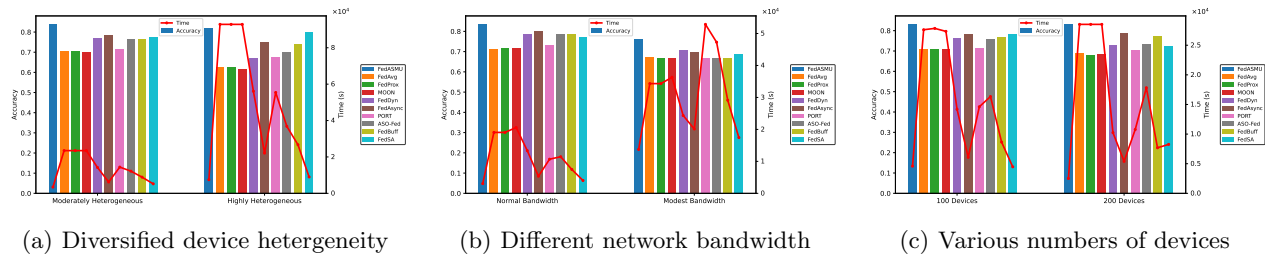 ×10⁴
Time
Accuracy
0.8
0.7
0.6
0.5
0.4
0.3
0.2
0.1
0.0
Accuracy
8
6
4
2
0
Time (s)
FedASMU
FedAvg
FedProx
MOON
FedDyn
FedAsync
PORT
ASO-Fed
FedBuff
FedSA
Moderately Heterogeneous
Highly Heterogeneous
(a) Diversified device hetergeneity
×10⁴
Time
Accuracy
0.8
0.7
0.6
0.5
0.4
0.3
0.2
0.1
0.0
Accuracy
5
4
3
2
1
0
Time (s)
FedASMU
FedAvg
FedProx
MOON
FedDyn
FedAsync
PORT
ASO-Fed
FedBuff
FedSA
Normal Bandwidth
Modest Bandwidth
(b) Different network bandwidth
×10⁴
Time
Accuracy
0.8
0.7
0.6
0.5
0.4
0.3
0.2
0.1
0.0
Accuracy
2.5
2.0
1.5
1.0
0.5
0.0
Time (s)
FedASMU
FedAvg
FedProx
MOON
FedDyn
FedAsync
PORT
ASO-Fed
FedBuff
FedSA
100 Devices
200 Devices
(c) Various numbers of devices